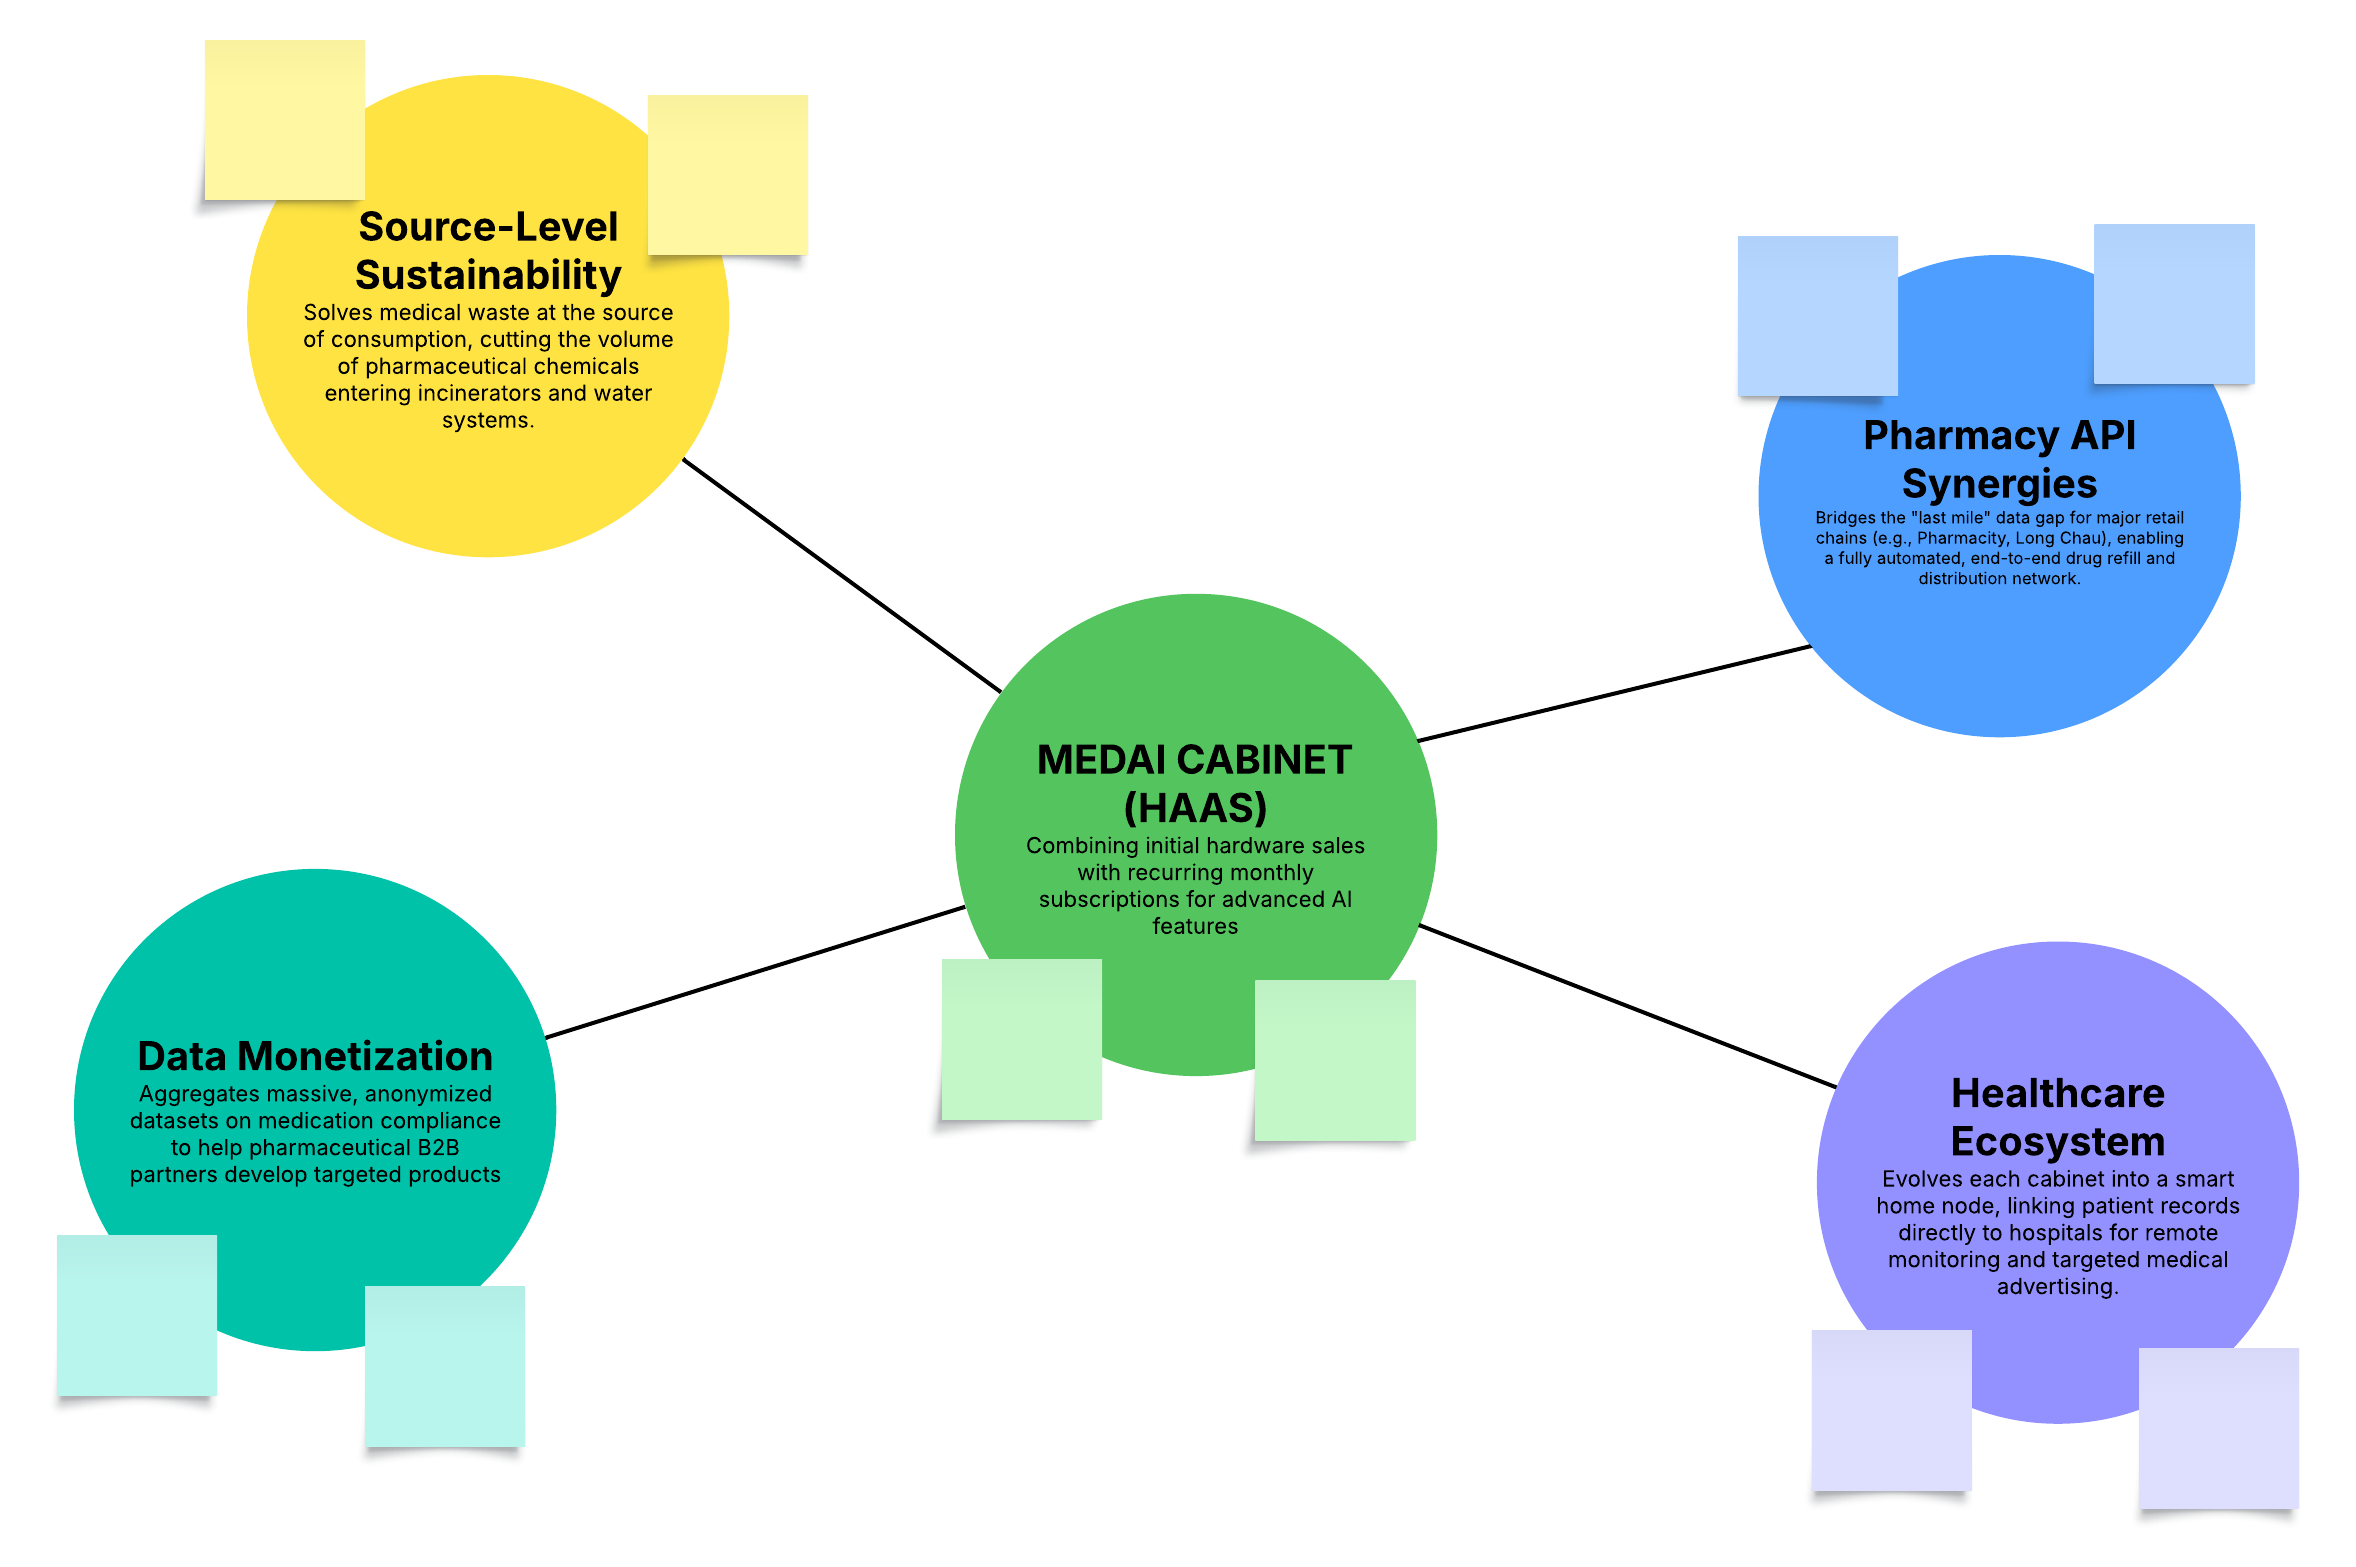 Source-Level
Sustainability
Solves medical waste at the source
of consumption, cutting the volume
of pharmaceutical chemicals
entering incinerators and water
systems.
Pharmacy API
Synergies
Bridges the "last mile" data gap for major retail
chains (e.g., Pharmacity, Long Chau), enabling
a fully automated, end-to-end drug refill and
distribution network.
MEDAI CABINET
(HAAS)
Combining initial hardware sales
with recurring monthly
subscriptions for advanced AI
features
Data Monetization
Aggregates massive, anonymized
datasets on medication compliance
to help pharmaceutical B2B
partners develop targeted products
Healthcare
Ecosystem
Evolves each cabinet into a smart
home node, linking patient records
directly to hospitals for remote
monitoring and targeted medical
advertising.